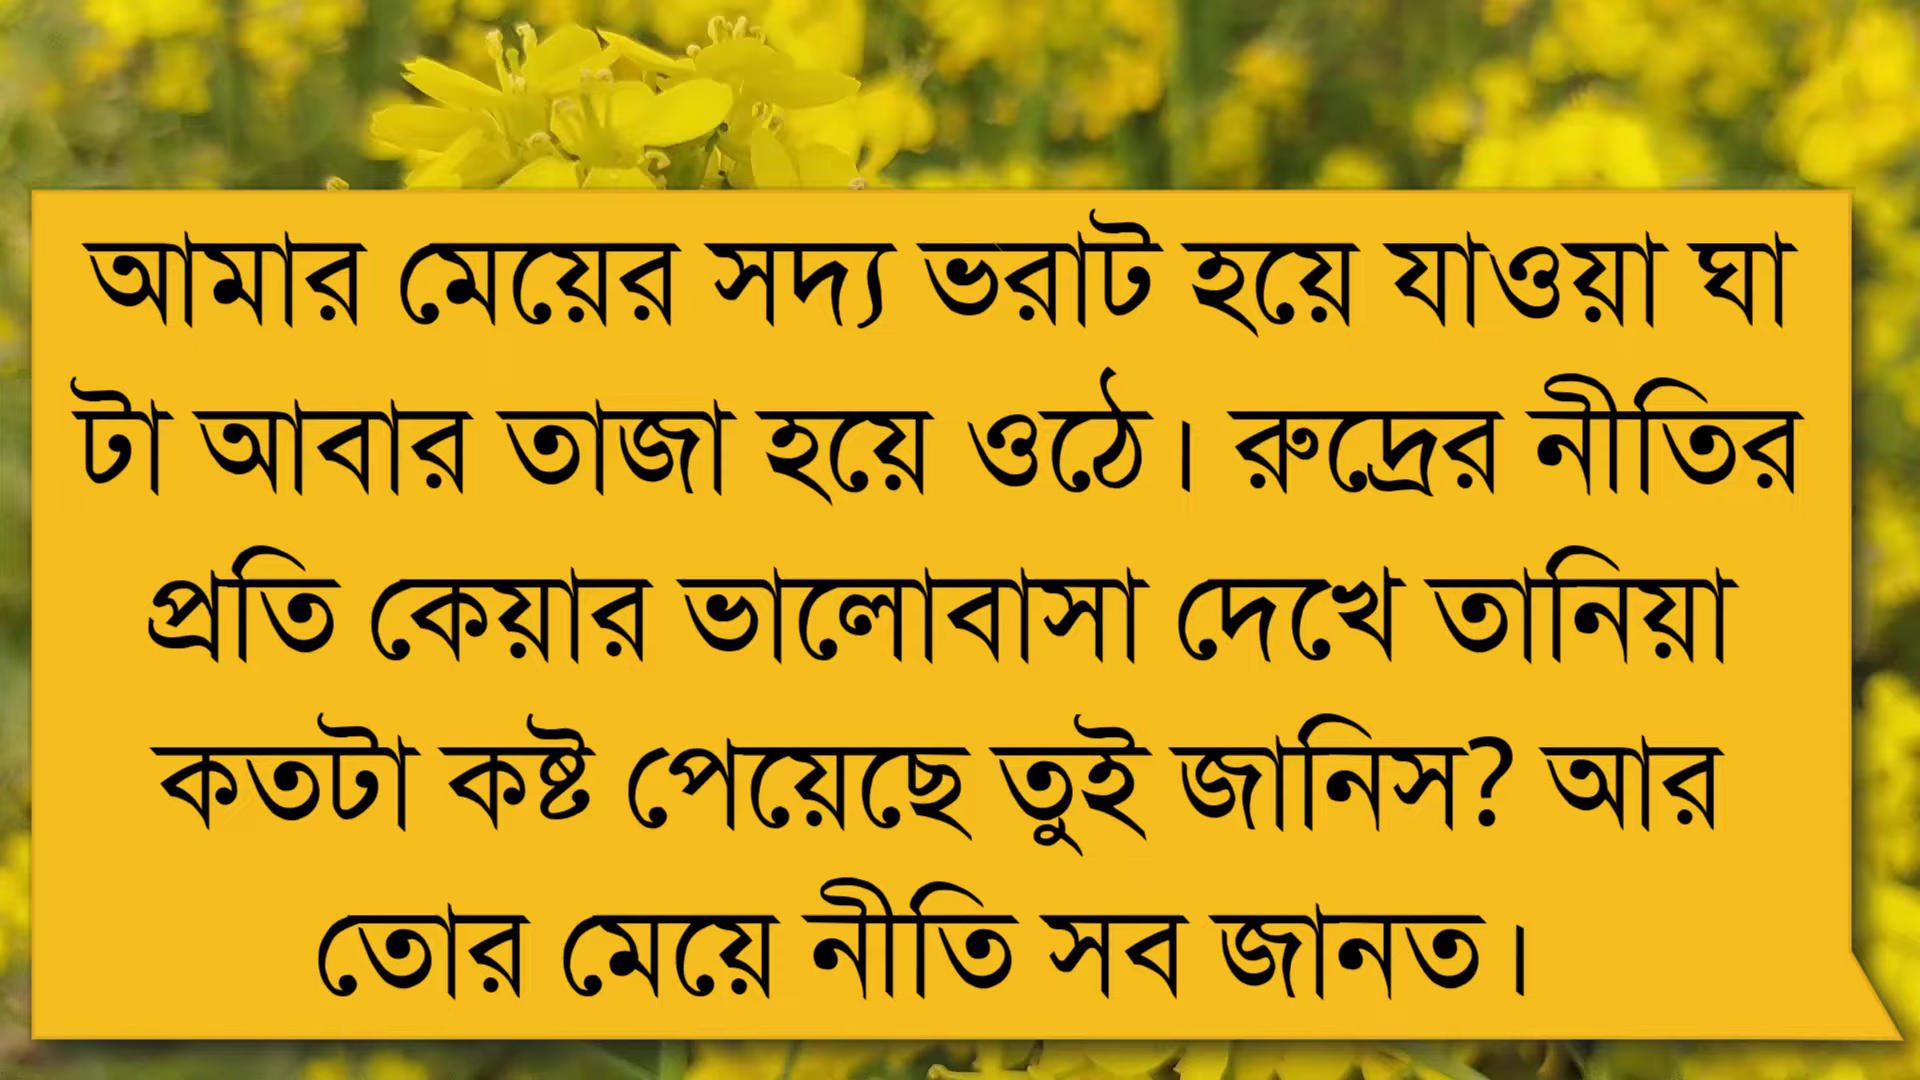 আমার মেয়ের সদ্য ভরাট হয়ে যাওয়া ঘা
টা আবার তাজা হয়ে ওঠে। রুদ্রের নীতির
প্রতি কেয়ার ভালোবাসা দেখে তানিয়া
কতটা কষ্ট পেয়েছে তুই জানিস? আর
তোর মেয়ে নীতি সব জানত।